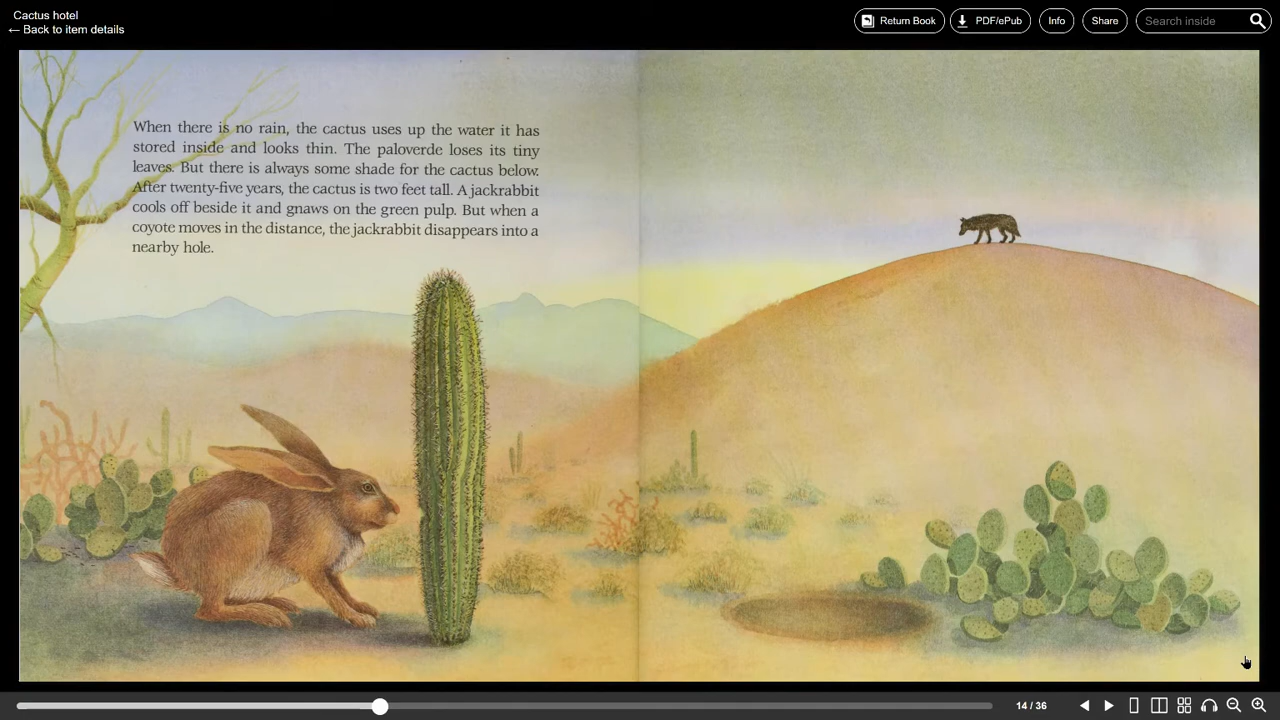 Cactus hotel
← Back to item details
Return Book
PDF/ePub
Info
Share
Search inside
When there is no rain, the cactus uses up the water it has
stored inside and looks thin. The paloverde loses its tiny
leaves. But there is always some shade for the cactus below.
After twenty-five years, the cactus is two feet tall. A jackrabbit
cools off beside it and gnaws on the green pulp. But when a
coyote moves in the distance, the jackrabbit disappears into a
nearby hole.
14 / 36